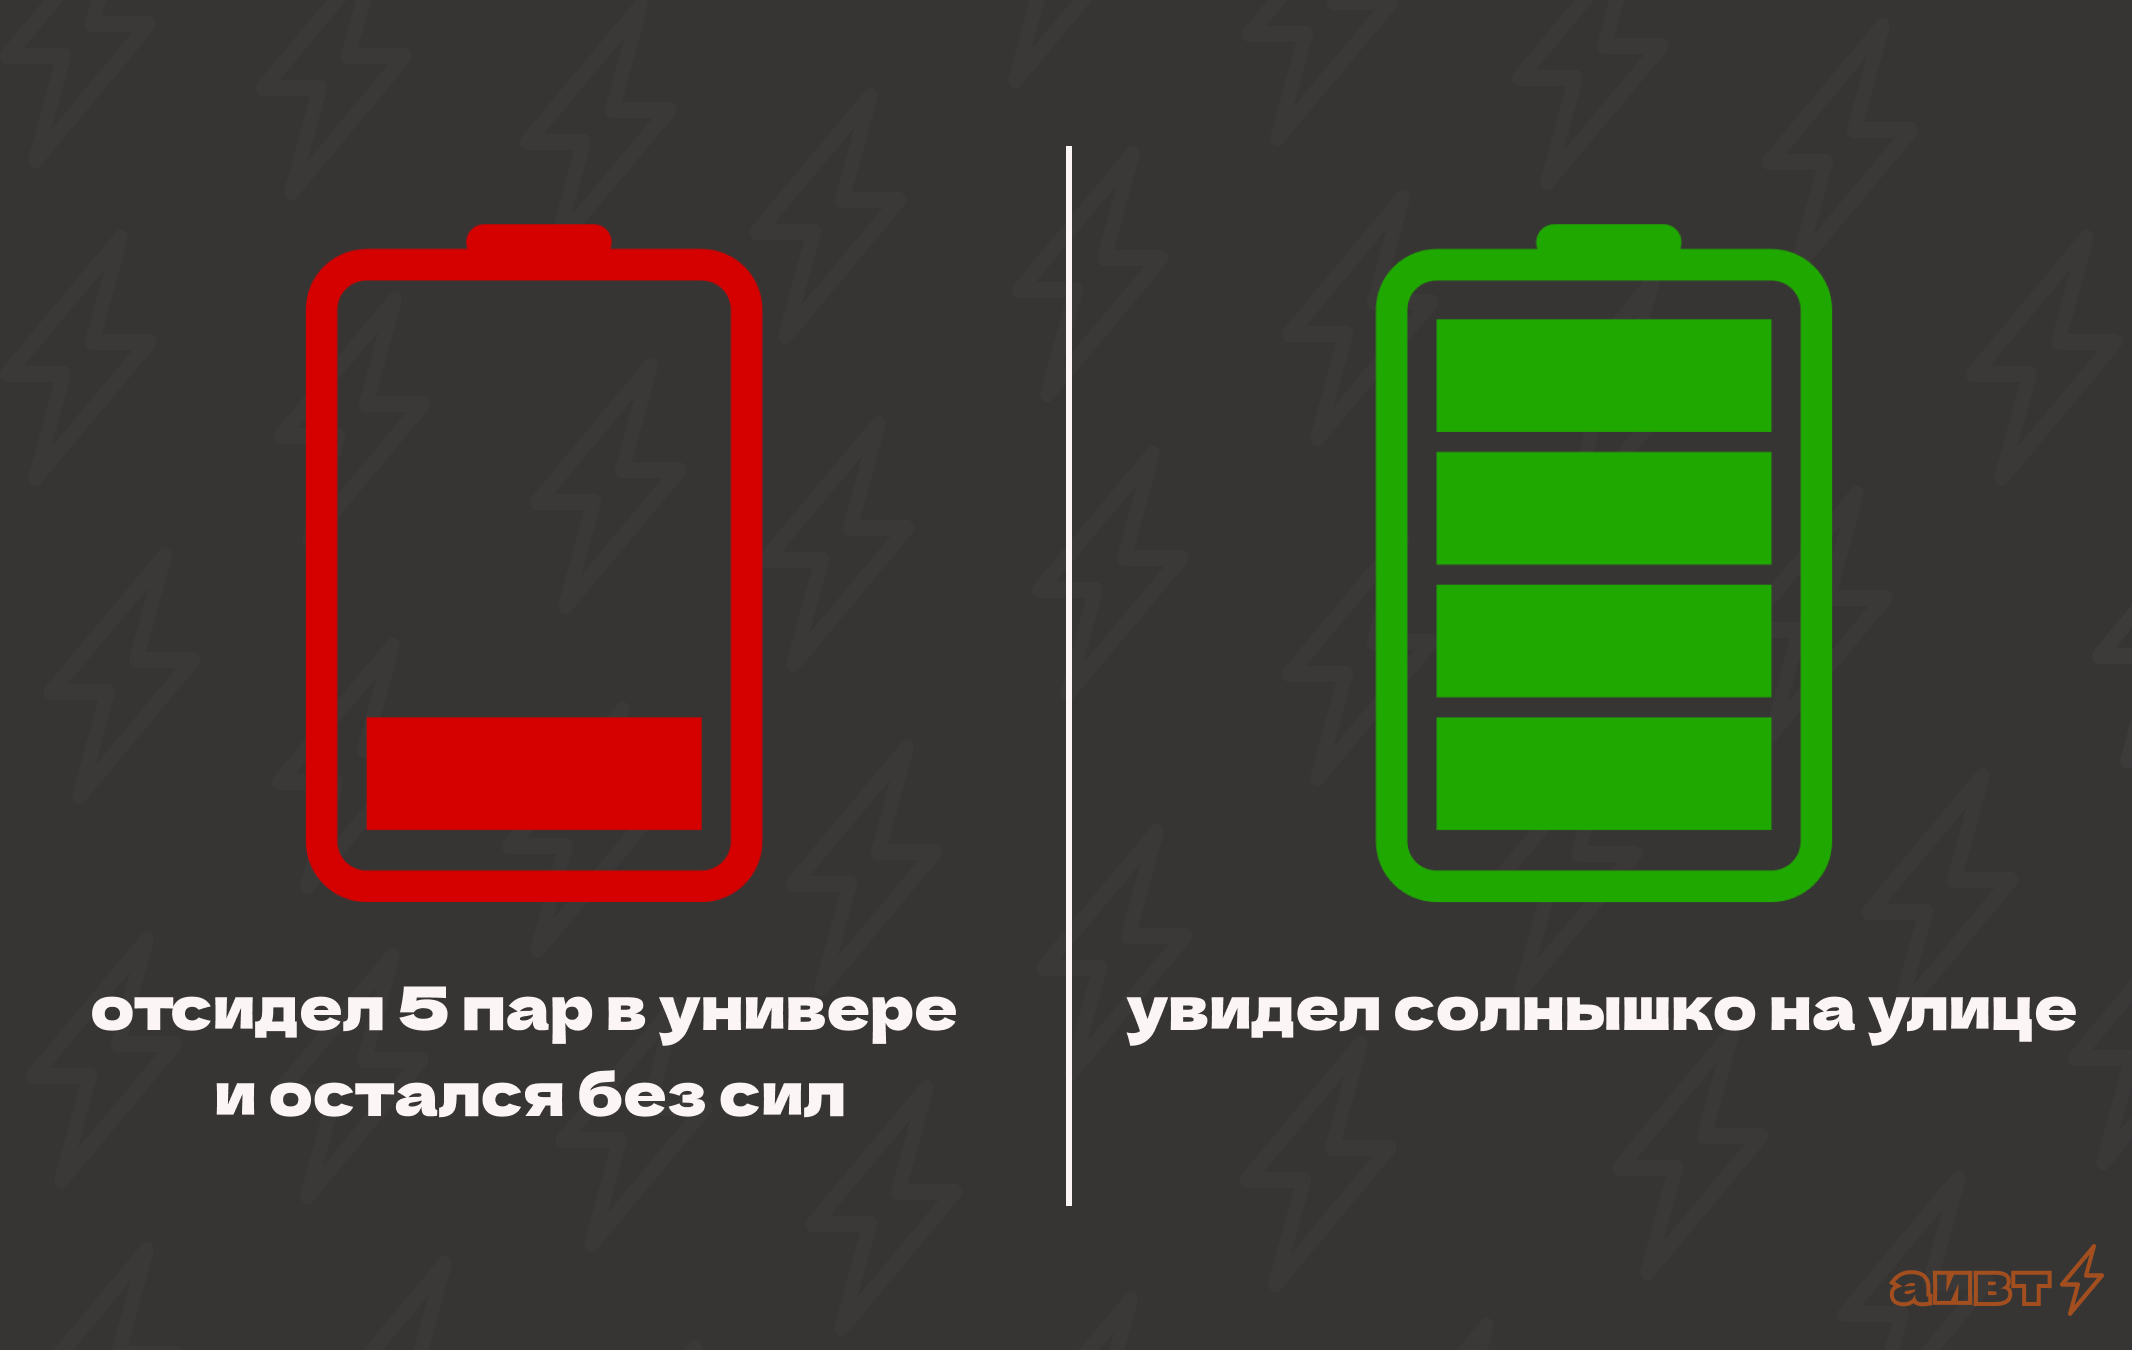 отсидел 5 пар в универе
и остался без сил
увидел солнышко на улице
аивт